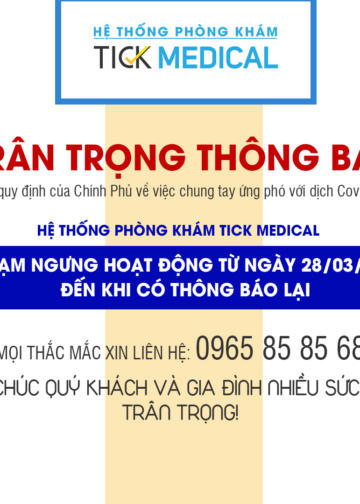 HỆ THỐNG PHÒNG KHÁM
TICK MEDICAL
RÂN TRỌNG THÔNG BÁ
quy định của Chính Phủ về việc chung tay ứng phó với dịch Cov
HỆ THỐNG PHÒNG KHÁM TICK MEDICAL
ẠM NGƯNG HOẠT ĐỘNG TỪ NGÀY 28/03/
ĐẾN KHI CÓ THÔNG BÁO LẠI
MỌI THẮC MẮC XIN LIÊN HỆ: 0965 85 85 68
CHÚC QUÝ KHÁCH VÀ GIA ĐÌNH NHIỀU SỨC
TRÂN TRỌNG!